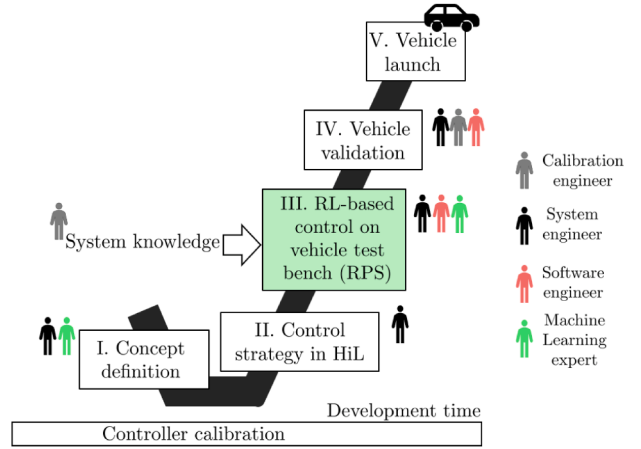 V. Vehicle
launch
IV. Vehicle
validation
III. RL-based
control on
vehicle test
bench (RPS)
System knowledge
II. Control
strategy in HiL
I. Concept
definition
Development time
Controller calibration
Calibration
engineer
System
engineer
Software
engineer
Machine
Learning
expert